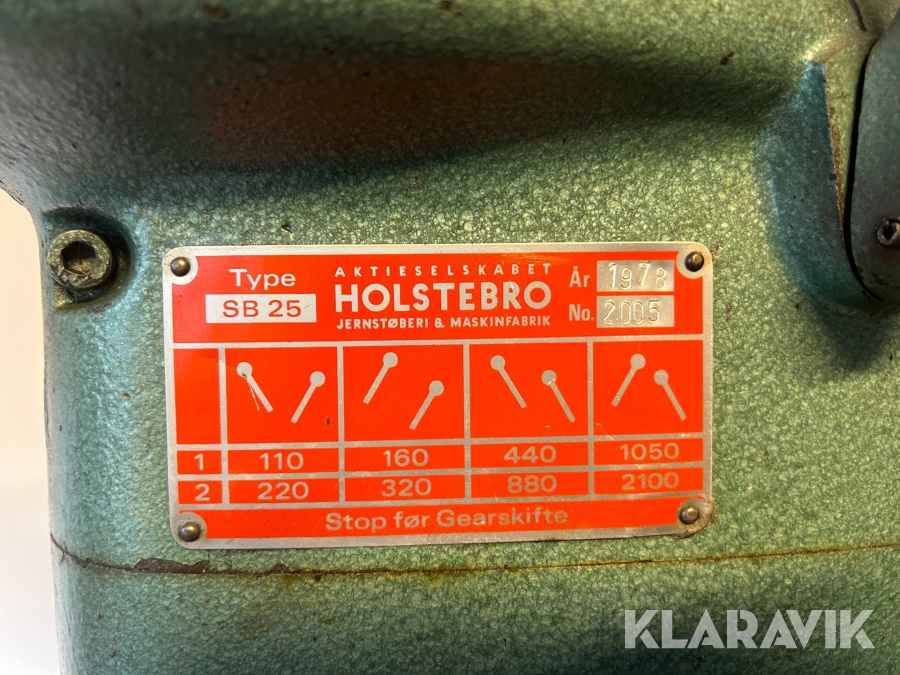 Type
SB 25
AKTIESELSKABET
HOLSTEBRO
JERNSTØBERI & MASKINFABRIK
År 1978
No. 2005
1 110 160 440 1050
2 220 320 880 2100
Stop før Gearskifte
KLARAVIK